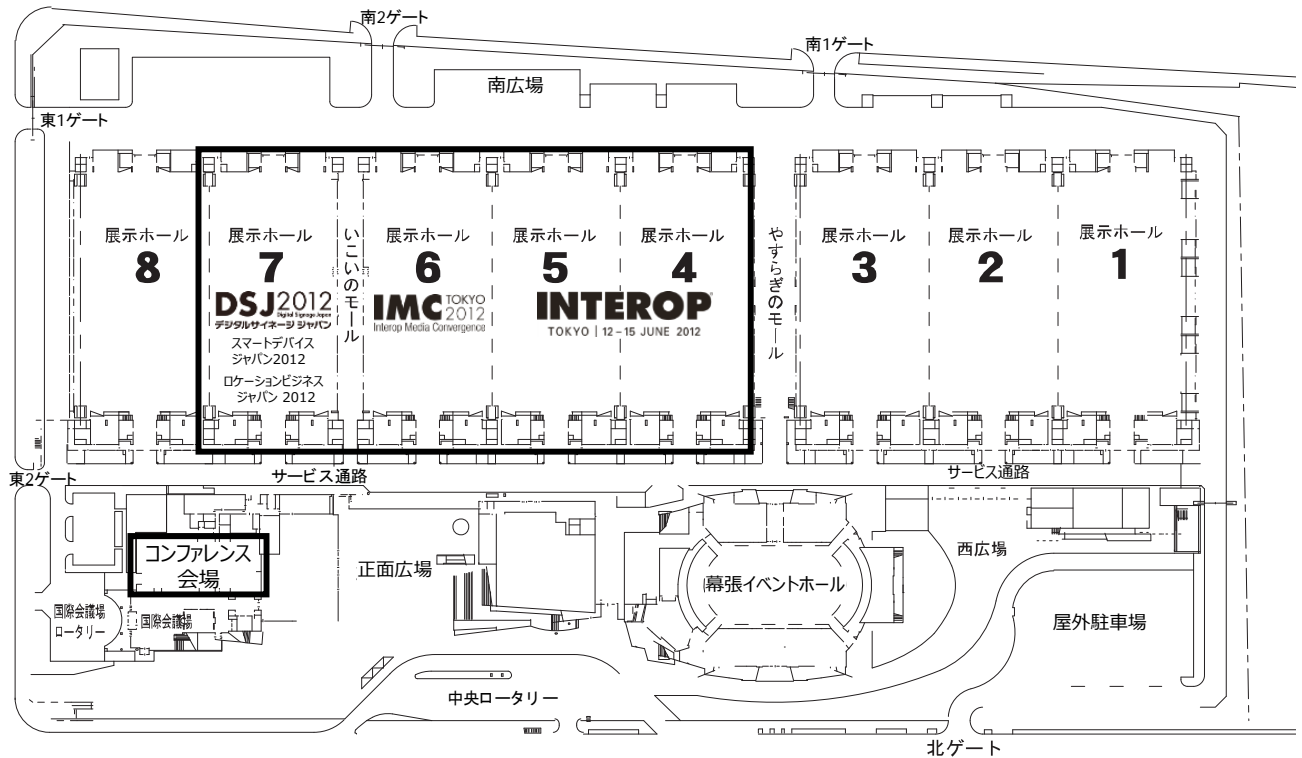 南2ゲート
南1ゲート
南広場
東1ゲート
展示ホール
8
展示ホール
7
DSJ2012
Digital Signage Japan
デジタルサイネージ ジャパン
スマートデバイス
ジャパン2012
ロケーションビジネス
ジャパン 2012
いこいのモール
展示ホール
6
IMC TOKYO
2012
Interop Media Convergence
展示ホール
5
展示ホール
4
INTEROP®
TOKYO | 12-15 JUNE 2012
やすらぎのモール
展示ホール
3
展示ホール
2
展示ホール
1
東2ゲート
サービス通路
サービス通路
コンファレンス
会場
正面広場
幕張イベントホール
西広場
国際会議場
ロータリー
国際会議場
屋外駐車場
中央ロータリー
北ゲート